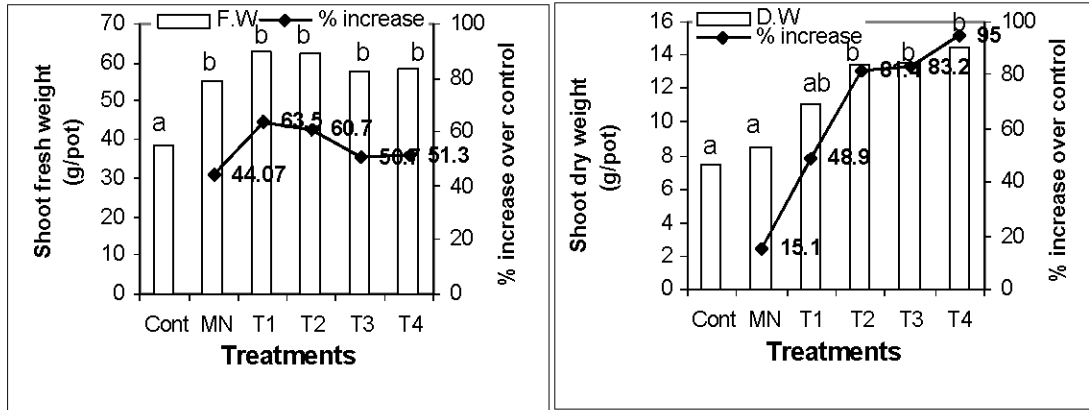 F.W % increase
Shoot fresh weight
(g/pot)
% increase over control
70
60
50
40
30
20
10
0
100
80
60
40
20
0
a b b b b b
44.07 63.5 60.7 50.7 51.3
Cont MN T1 T2 T3 T4
Treatments
D.W
% increase
Shoot dry weight
(g/pot)
% increase over control
16
14
12
10
8
6
4
2
0
100
80
60
40
20
0
a a ab b b b
15.1 48.9 83.2 95
Cont MN T1 T2 T3 T4
Treatments